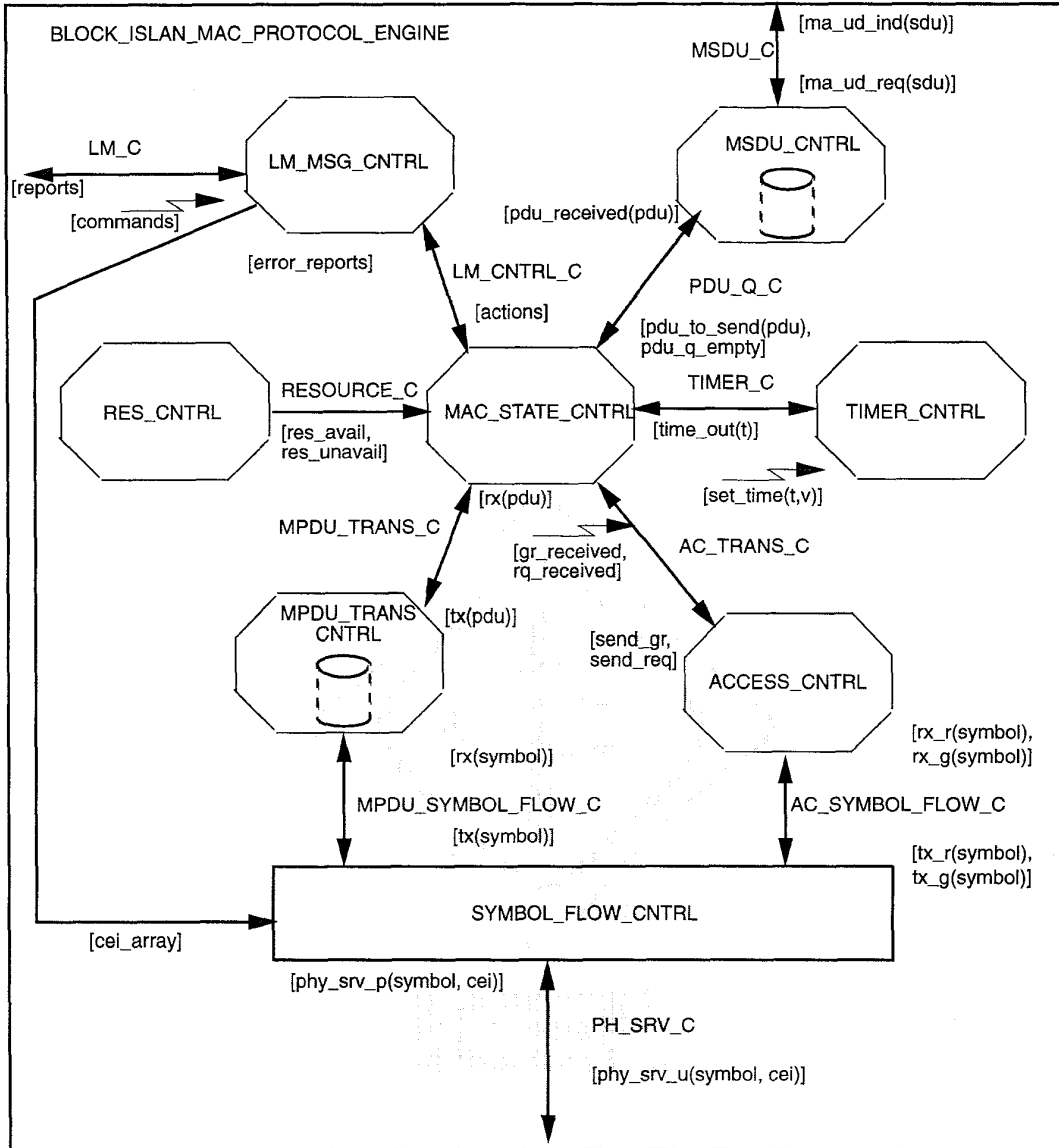 [ma_ud_ind(sdu)]
BLOCK_ISLAN_MAC_PROTOCOL_ENGINE
MSDU_C
[ma_ud_req(sdu)]
LM_C
LM_MSG_CNTRL
MSDU_CNTRL
[reports]
[commands]
[pdu_received(pdu)]
[error_reports]
LM_CNTRL_C
PDU_Q_C
[actions]
[pdu_to_send(pdu),
pdu_q_empty]
RESOURCE_C
TIMER_C
RES_CNTRL
MAC_STATE_CNTRL
TIMER_CNTRL
[res_avail,
res_unavail]
[time_out(t)]
[set_time(t,v)]
[rx(pdu)]
MPDU_TRANS_C
[gr_received,
rq_received]
AC_TRANS_C
MPDU_TRANS
CNTRL
[tx(pdu)]
[send_gr,
send_req]
ACCESS_CNTRL
[rx_r(symbol),
rx_g(symbol)]
[rx(symbol)]
MPDU_SYMBOL_FLOW_C
AC_SYMBOL_FLOW_C
[tx(symbol)]
[tx_r(symbol),
tx_g(symbol)]
SYMBOL_FLOW_CNTRL
[cei_array]
[phy_srv_p(symbol, cei)]
PH_SRV_C
[phy_srv_u(symbol, cei)]